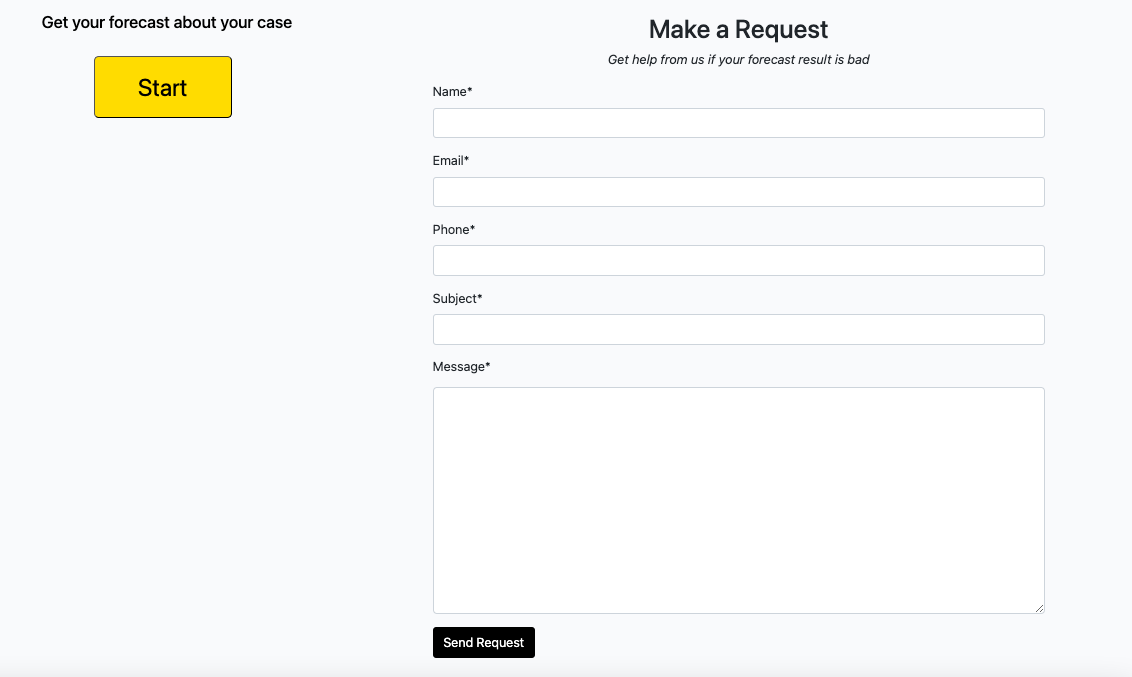 Get your forecast about your case
Start
Make a Request
Get help from us if your forecast result is bad
Name*
Email*
Phone*
Subject*
Message*
Send Request